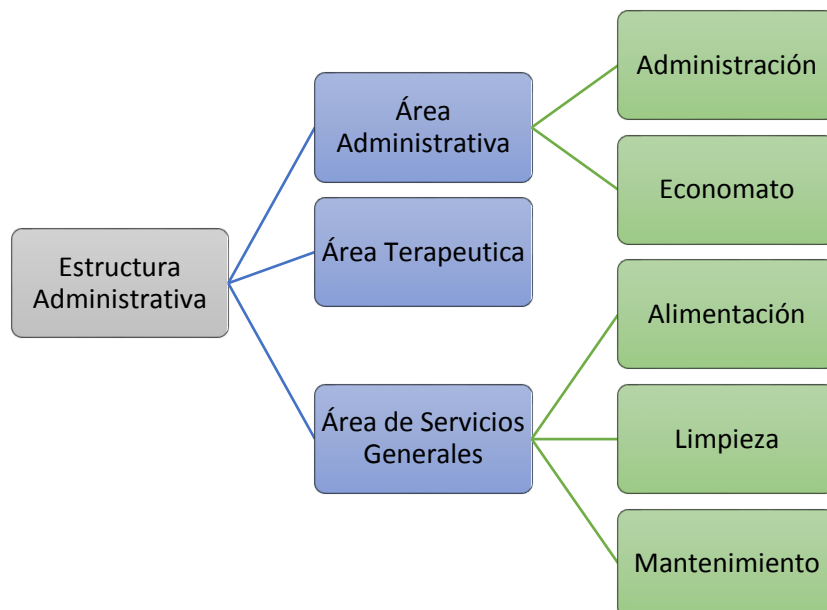 Estructura
Administrativa
Área
Administrativa
Área Terapeutica
Área de Servicios
Generales
Administración
Economato
Alimentación
Limpieza
Mantenimiento